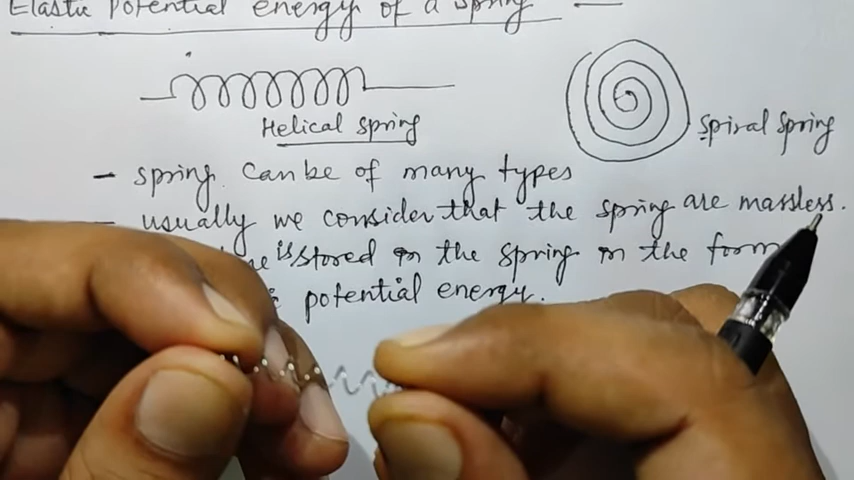 Elastic potential energy of a spring
Helical spring
spiral spring
- spring can be of many types
- usually we consider that the spring are massless.
is stored in the spring in the form
potential energy.